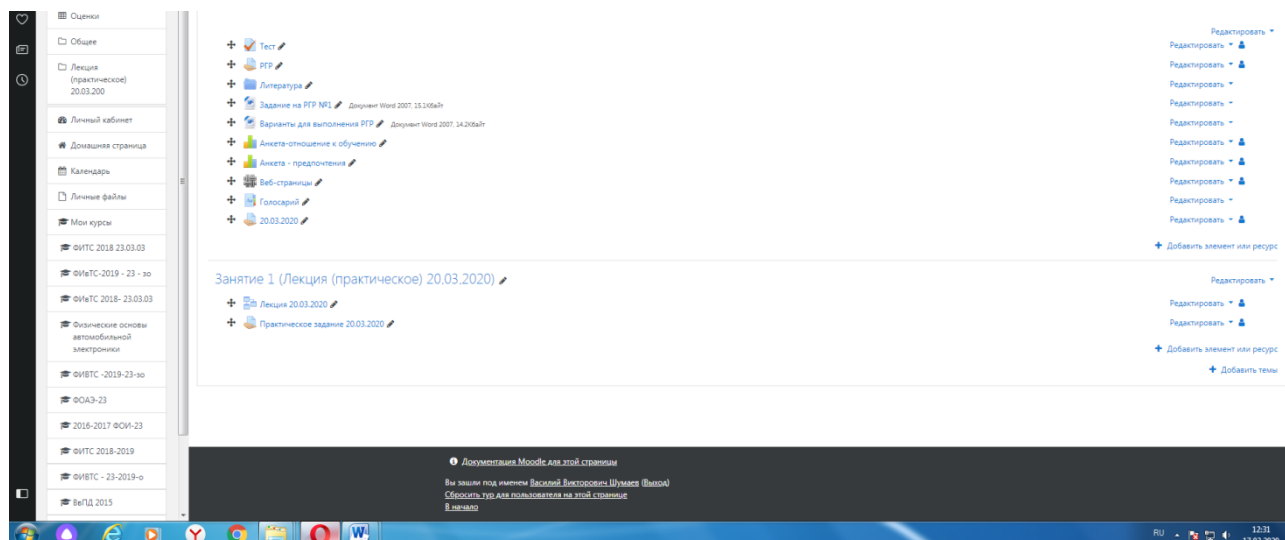 Оценки
Общее
Лекция
(практическое)
20.03.200
Личный кабинет
Домашняя страница
Календарь
Личные файлы
Мои курсы
ФИТС 2018 23.03.03
ФИвТС-2019 - 23 - зо
ФИвТС 2018- 23.03.03
Физические основы
автомобильной
электроники
ФИВТС -2019-23-зо
ФОАЭ-23
2016-2017 ФОИ-23
ФИТС 2018-2019
ФИВТС - 23-2019-о
ВвПД 2015
Редактировать
Тест Редактировать
РГР Редактировать
Литература Редактировать
Задание на РГР №1 Документ Word 2007, 15.1Кбайт Редактировать
Варианты для выполнения РГР Документ Word 2007, 14.2Кбайт Редактировать
Анкета-отношение к обучению Редактировать
Анкета - предпочтения Редактировать
Веб-страницы Редактировать
Голосарий Редактировать
20.03.2020 Редактировать
Добавить элемент или ресурс
Занятие 1 (Лекция (практическое) 20.03.2020) Редактировать
Лекция 20.03.2020 Редактировать
Практическое задание 20.03.2020 Редактировать
Добавить элемент или ресурс
Добавить темы
Документация Moodle для этой страницы
Вы зашли под именем Василий Викторович Шумаев (Выход)
Сбросить тур для пользователя на этой странице
В начало
RU 12:31